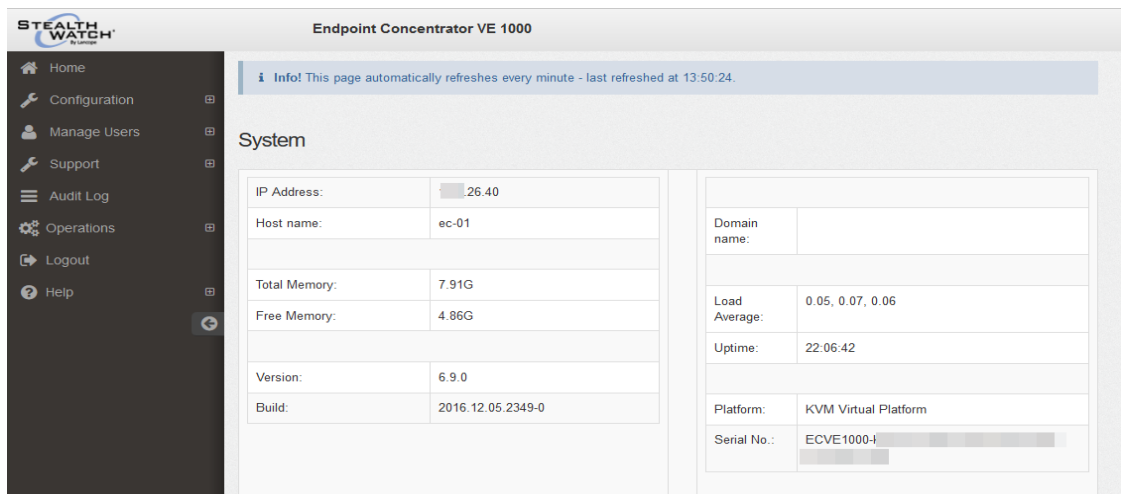 STEALTH
WATCH
By Lancope
Endpoint Concentrator VE 1000
Home
Configuration
Manage Users
Support
Audit Log
Operations
Logout
Help
i Info! This page automatically refreshes every minute - last refreshed at 13:50:24.
System
IP Address: .26.40
Host name: ec-01
Total Memory: 7.91G
Free Memory: 4.86G
Version: 6.9.0
Build: 2016.12.05.2349-0
Domain
name:
Load
Average: 0.05, 0.07, 0.06
Uptime: 22:06:42
Platform: KVM Virtual Platform
Serial No.: ECVE1000-